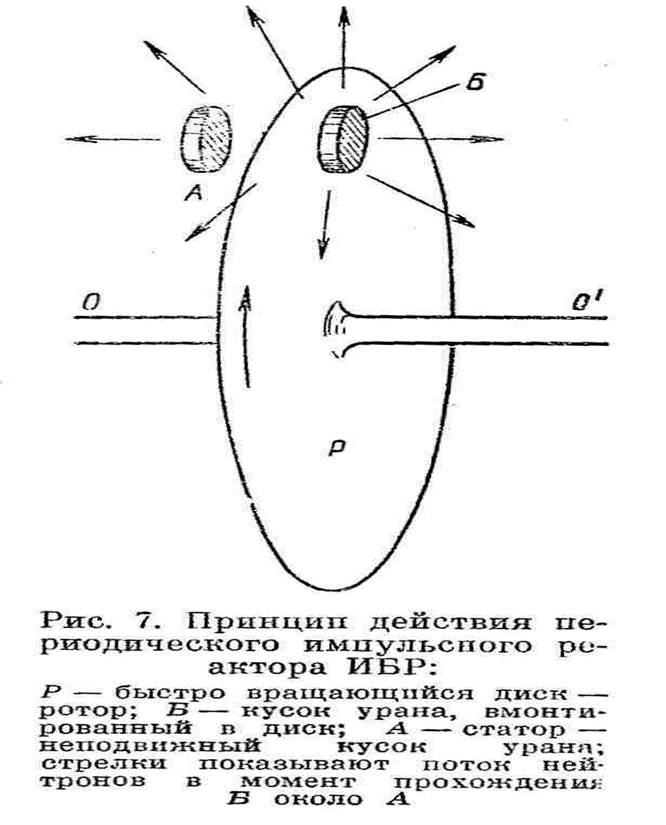 Б
А
О
О'
Р
Рис. 7. Принцип действия пе-
риодического импульсного ре-
актора ИБР:
Р — быстро вращающийся диск —
ротор; Б — кусок урана, вмонти-
рованный в диск; А — статор —
неподвижный кусок урана;
стрелки показывают поток ней-
тронов в момент прохождения
Б около А